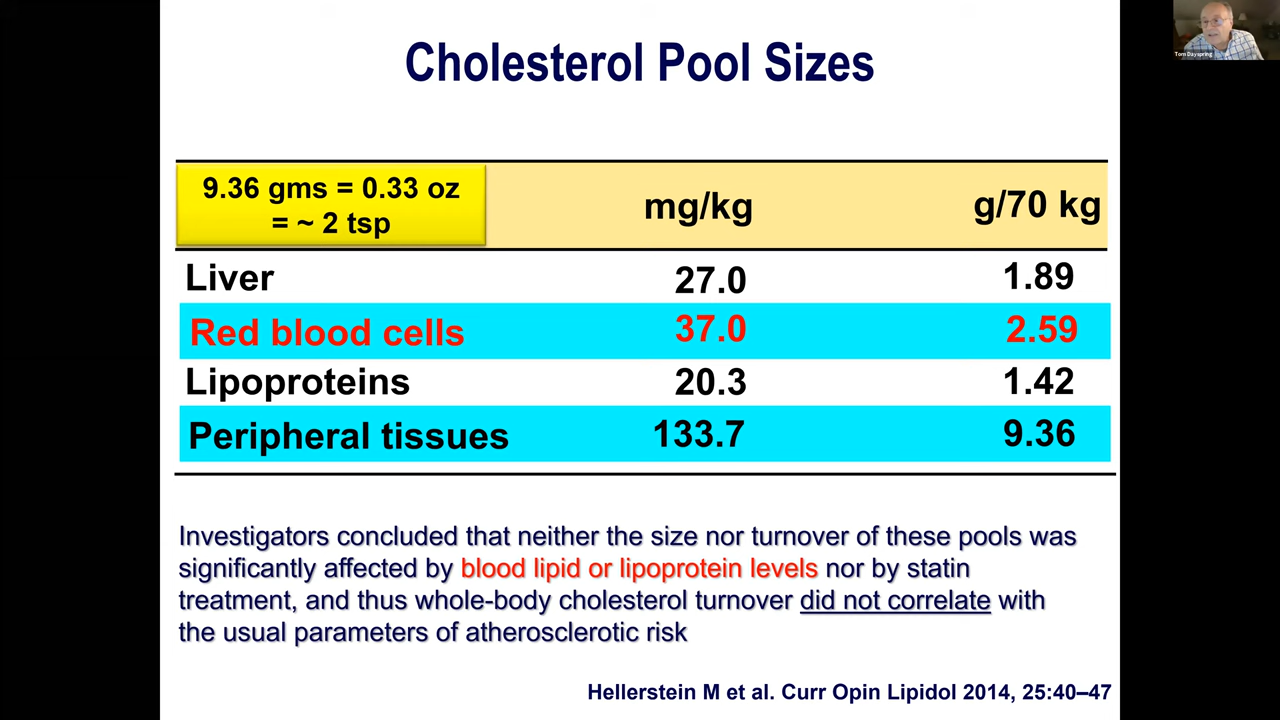 Cholesterol Pool Sizes
Tom Dayspring
9.36 gms = 0.33 oz
= ~ 2 tsp
mg/kg g/70 kg
Liver 27.0 1.89
Red blood cells 37.0 2.59
Lipoproteins 20.3 1.42
Peripheral tissues 133.7 9.36
Investigators concluded that neither the size nor turnover of these pools was
significantly affected by blood lipid or lipoprotein levels nor by statin
treatment, and thus whole-body cholesterol turnover did not correlate with
the usual parameters of atherosclerotic risk
Hellerstein M et al. Curr Opin Lipidol 2014, 25:40–47